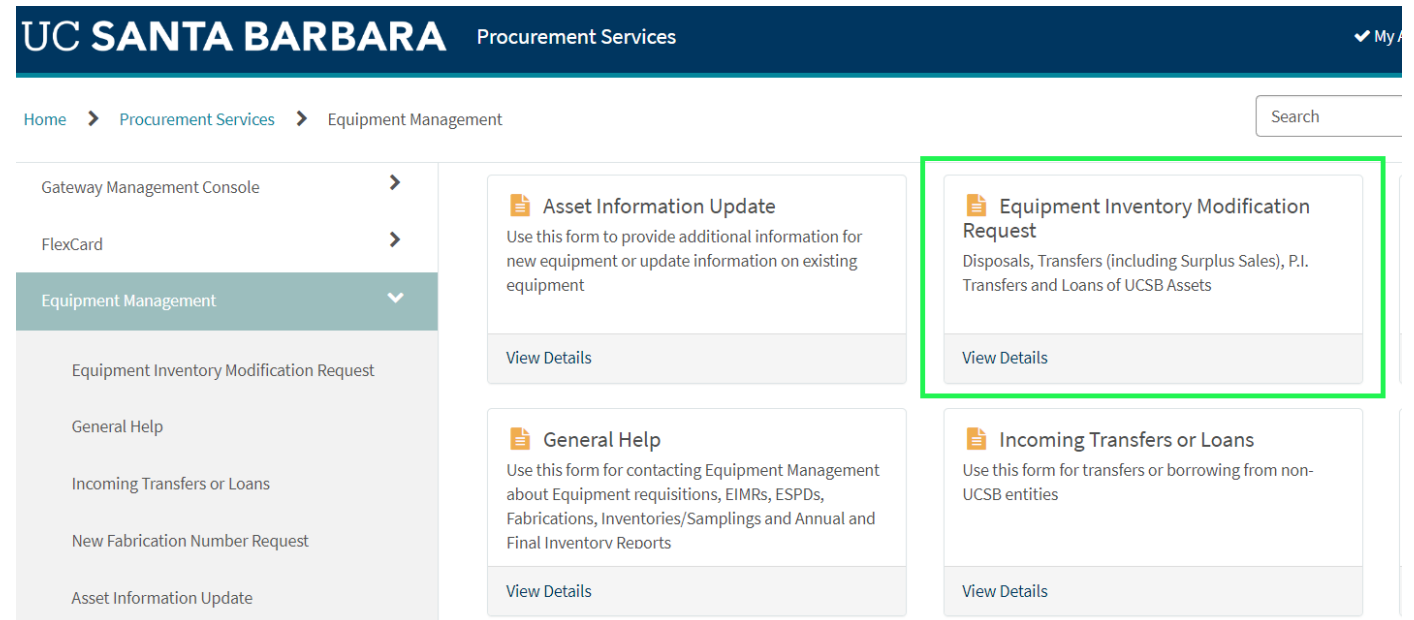 UC SANTA BARBARA Procurement Services
My A
Home Procurement Services Equipment Management
Search
Gateway Management Console
FlexCard
Equipment Management
Equipment Inventory Modification Request
General Help
Incoming Transfers or Loans
New Fabrication Number Request
Asset Information Update
Asset Information Update
Use this form to provide additional information for
new equipment or update information on existing
equipment
View Details
Equipment Inventory Modification
Request
Disposals, Transfers (including Surplus Sales), P.I.
Transfers and Loans of UCSB Assets
View Details
General Help
Use this form for contacting Equipment Management
about Equipment requisitions, EIMRs, ESPDs,
Fabrications, Inventories/Samplings and Annual and
Final Inventory Reports
View Details
Incoming Transfers or Loans
Use this form for transfers or borrowing from non-
UCSB entities
View Details